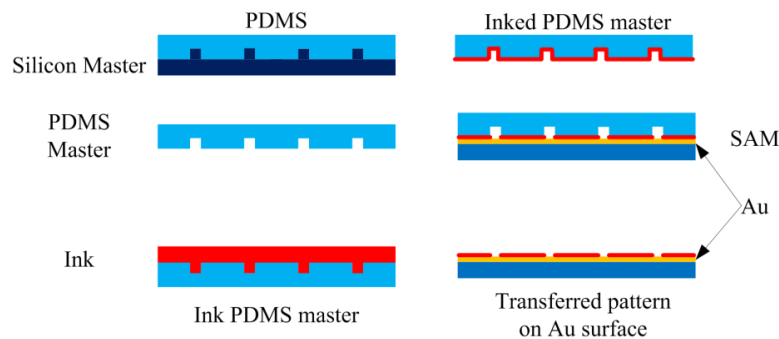 PDMS
Silicon Master
PDMS
Master
Ink
Ink PDMS master
Inked PDMS master
SAM
Au
Transferred pattern
on Au surface